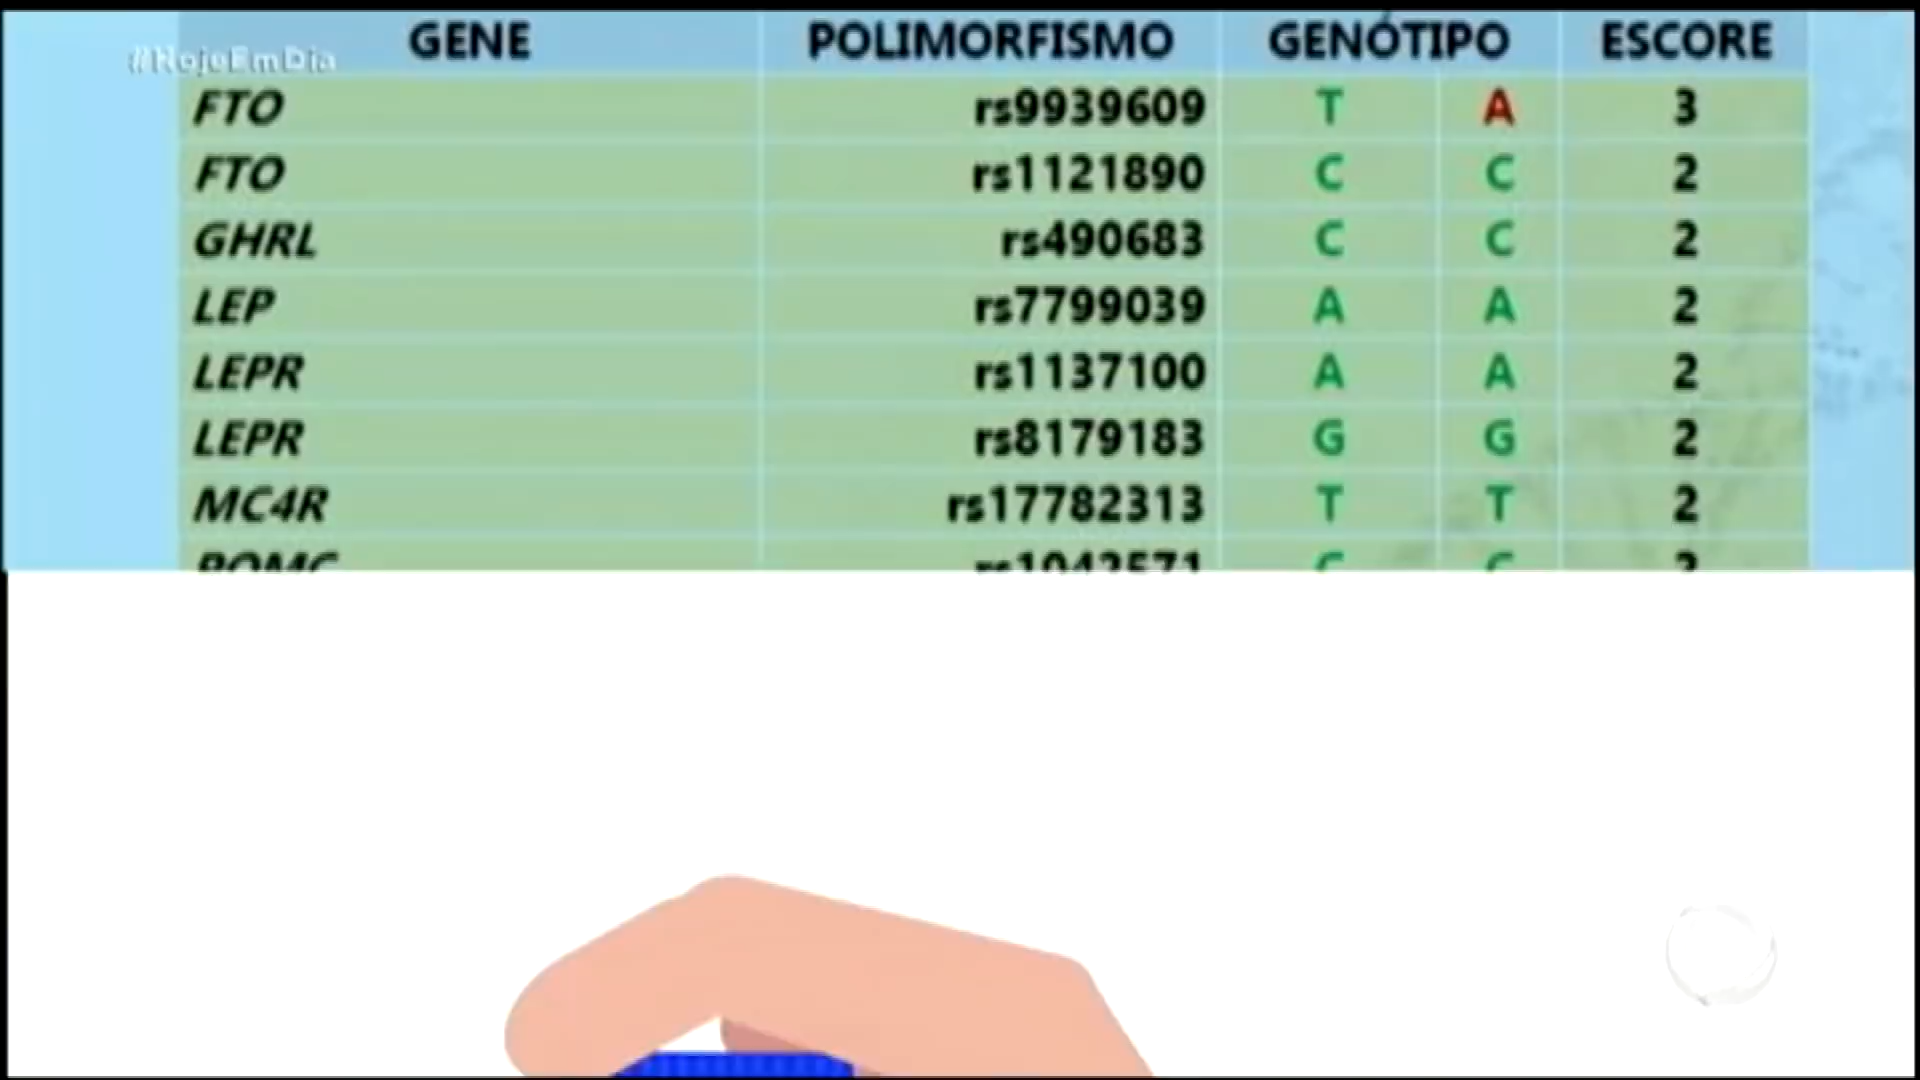 GENE POLIMORFISMO GENÓTIPO ESCORE
#HojeEmDia
FTO rs9939609 T A 3
FTO rs1121890 C C 2
GHRL rs490683 C C 2
LEP rs7799039 A A 2
LEPR rs1137100 A A 2
LEPR rs8179183 G G 2
MC4R rs17782313 T T 2